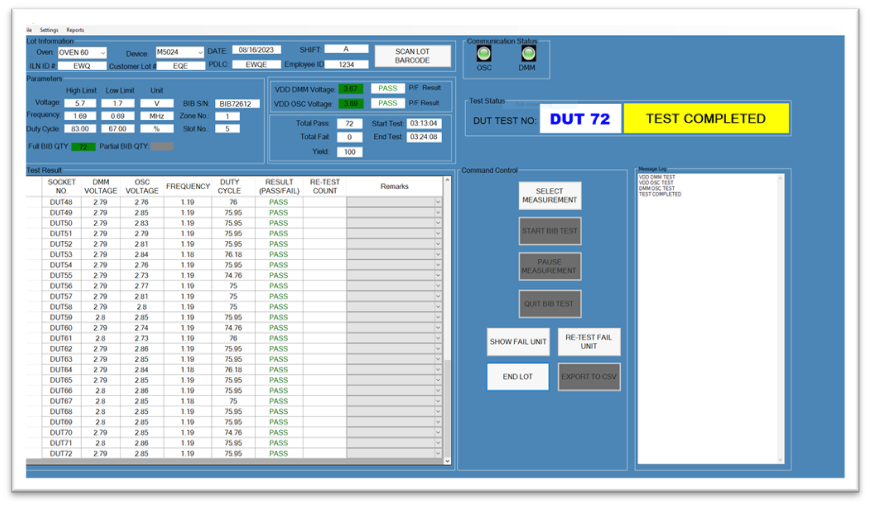 ile Settings Reports
Lot Information
Oven: OVEN 60 Device: M5024 DATE: 08/16/2023 SHIFT: A SCAN LOT BARCODE
ILN ID #: EWQ Customer Lot #: EQE PDLC: EWQE Employee ID: 1234
Communication Status
OSC DMM
Parameters
High Limit Low Limit Unit
Voltage: 5.7 1.7 V BIB S/N: BIB72612
Frequency: 1.69 0.69 MHz Zone No.: 1
Duty Cycle: 83.00 67.00 % Slot No.: 5
Full BIB QTY: 72 Partial BIB QTY:
VDD DMM Voltage: 3.67 PASS P/F Result
VDD OSC Voltage: 3.69 PASS P/F Result
Total Pass: 72 Start Test: 03:13:04
Total Fail: 0 End Test: 03:24:08
Yield: 100
Test Status
DUT TEST NO: DUT 72 TEST COMPLETED
Test Result
SOCKET NO. DMM VOLTAGE OSC VOLTAGE FREQUENCY DUTY CYCLE RESULT (PASS/FAIL) RE-TEST COUNT Remarks
DUT48 2.79 2.76 1.19 76 PASS
DUT49 2.79 2.85 1.19 75.95 PASS
DUT50 2.79 2.83 1.19 75.95 PASS
DUT51 2.79 2.79 1.19 75.95 PASS
DUT52 2.79 2.81 1.19 75.95 PASS
DUT53 2.79 2.84 1.18 76.18 PASS
DUT54 2.79 2.76 1.19 75.95 PASS
DUT55 2.79 2.73 1.19 74.76 PASS
DUT56 2.79 2.77 1.19 75 PASS
DUT57 2.79 2.81 1.19 75 PASS
DUT58 2.79 2.8 1.19 75 PASS
DUT59 2.8 2.85 1.19 75.95 PASS
DUT60 2.79 2.74 1.19 74.76 PASS
DUT61 2.8 2.73 1.19 76 PASS
DUT62 2.79 2.86 1.19 75.95 PASS
DUT63 2.79 2.85 1.19 75.95 PASS
DUT64 2.79 2.84 1.18 76.18 PASS
DUT65 2.79 2.85 1.19 75.95 PASS
DUT66 2.8 2.86 1.19 75.95 PASS
DUT67 2.8 2.85 1.18 75 PASS
DUT68 2.8 2.85 1.19 75.95 PASS
DUT69 2.8 2.85 1.19 75.95 PASS
DUT70 2.79 2.85 1.19 74.76 PASS
DUT71 2.8 2.86 1.19 75.95 PASS
DUT72 2.79 2.85 1.19 75.95 PASS
Command Control
SELECT MEASUREMENT
START BIB TEST
PAUSE MEASUREMENT
QUIT BIB TEST
SHOW FAIL UNIT RE-TEST FAIL UNIT
END LOT EXPORT TO CSV
Message Log
VDD DMM TEST
VDD OSC TEST
DMM OSC TEST
TEST COMPLETED